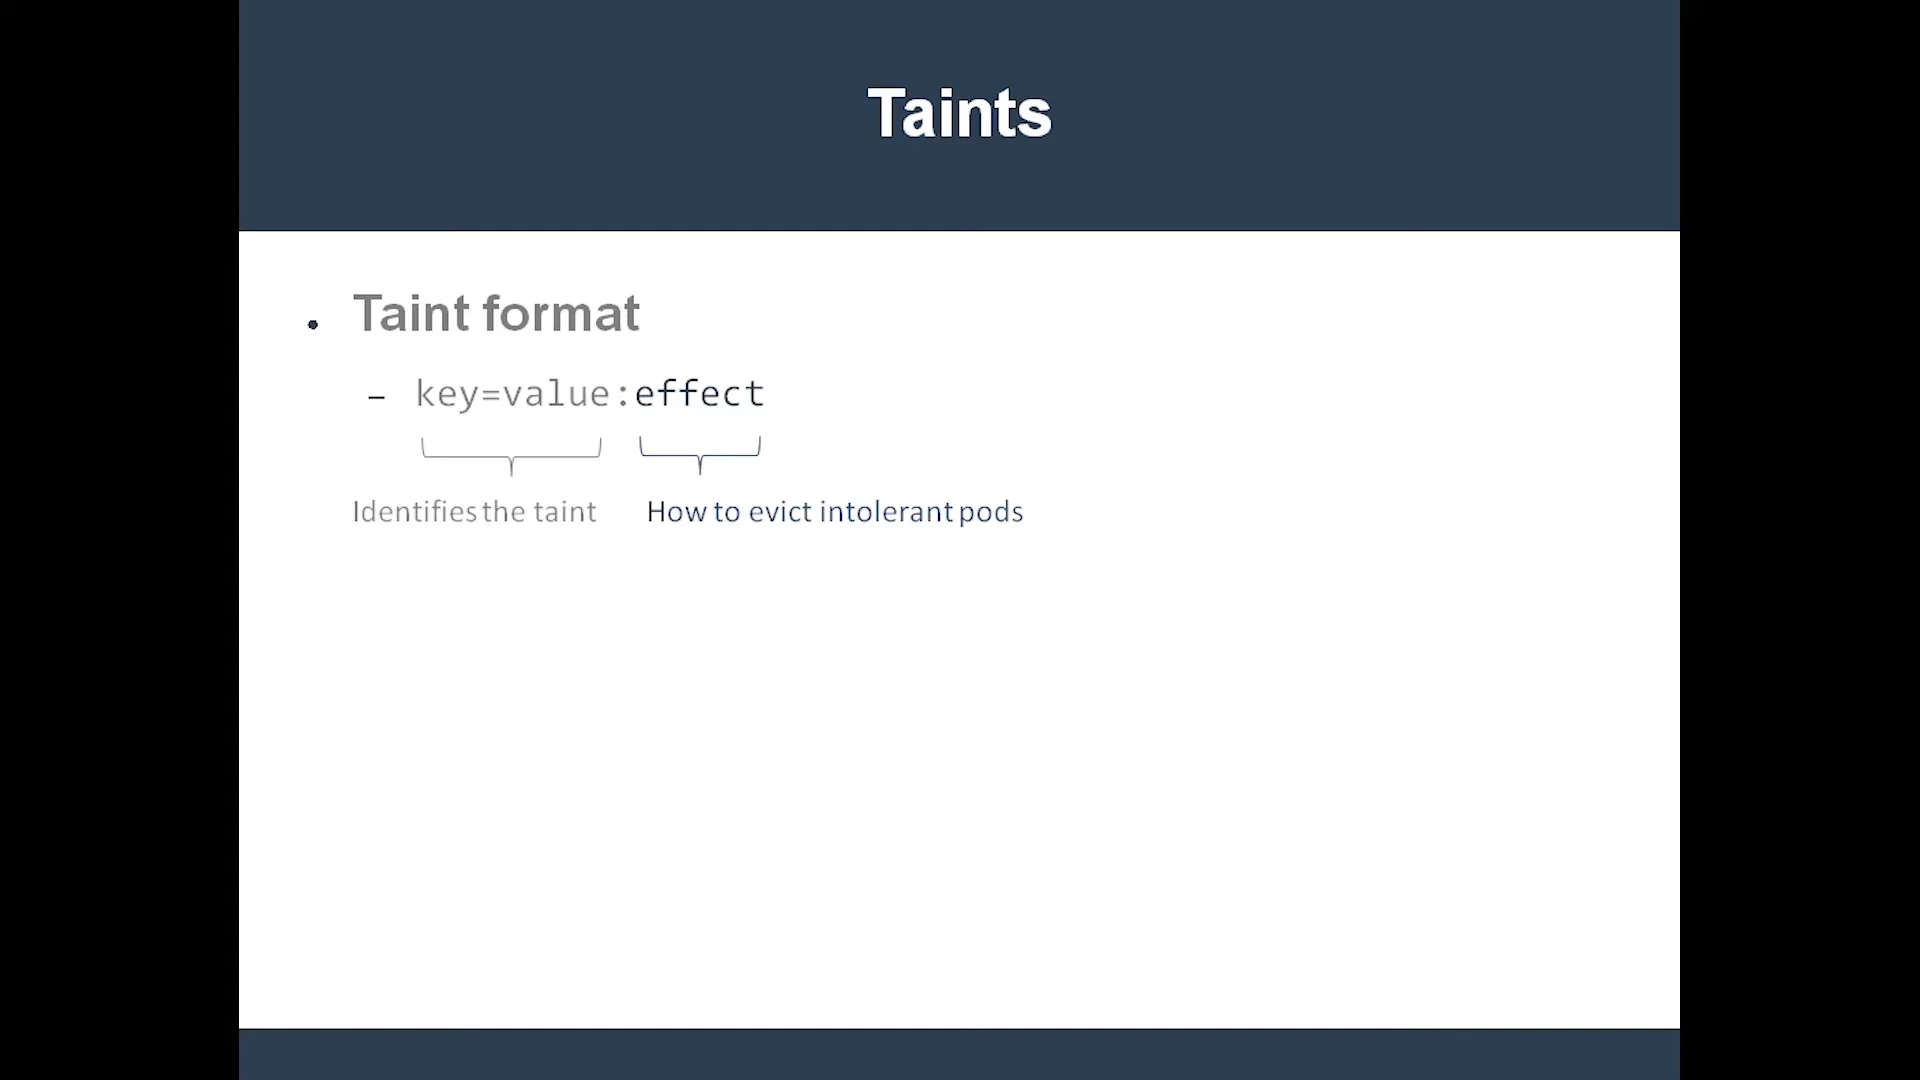 Taints
• Taint format
– key=value:effect
Identifies the taint How to evict intolerant pods